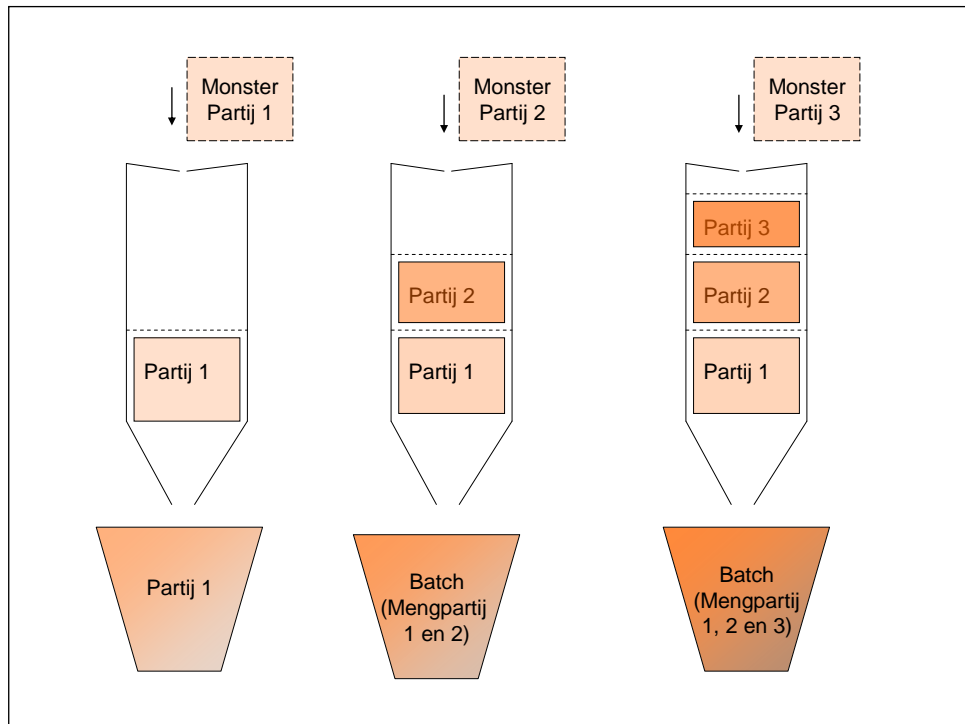 Monster
Partij 1
Monster
Partij 2
Monster
Partij 3
Partij 3
Partij 2
Partij 2
Partij 1
Partij 1
Partij 1
Partij 1
Batch
(Mengpartij
1 en 2)
Batch
(Mengpartij
1, 2 en 3)